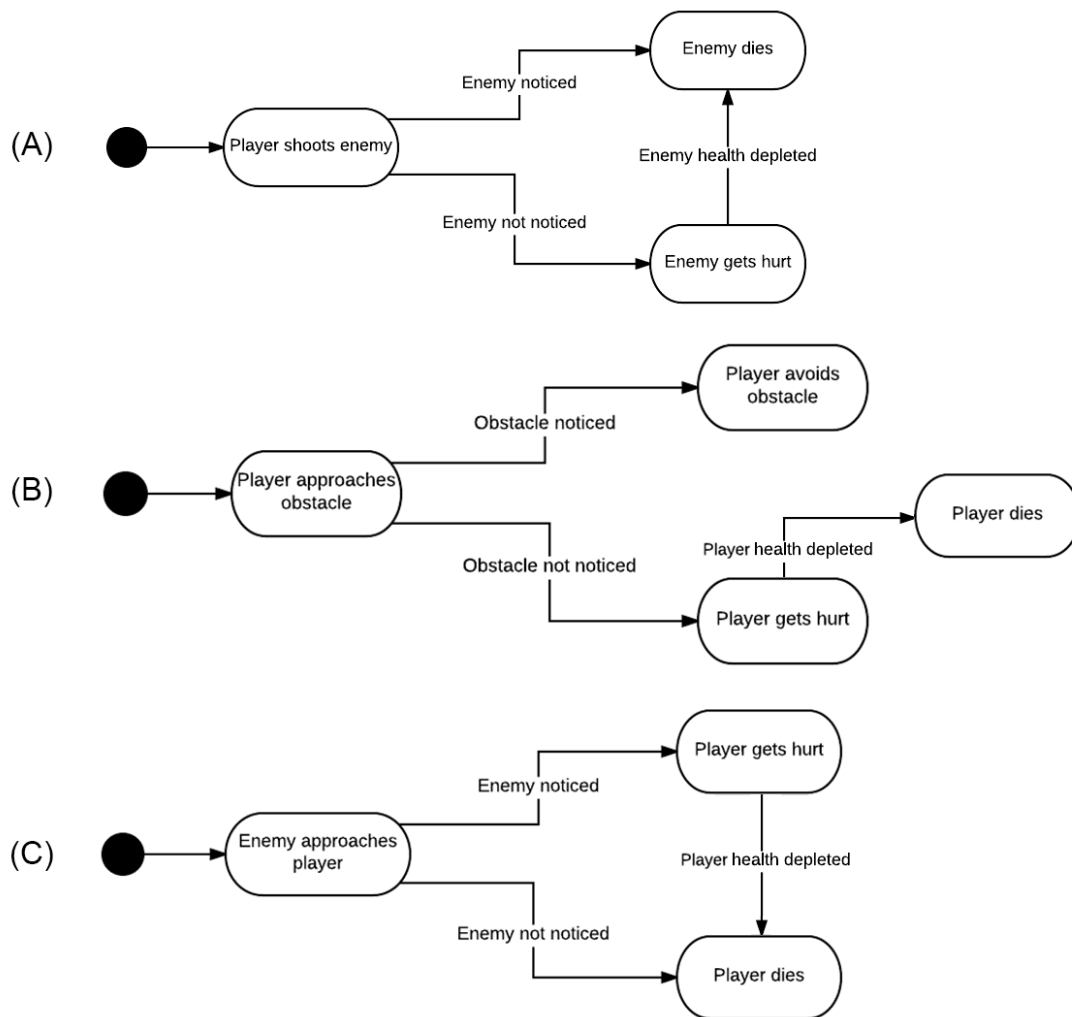 Enemy dies
Enemy noticed
(A)
Player shoots enemy
Enemy health depleted
Enemy not noticed
Enemy gets hurt
Player avoids
obstacle
Obstacle noticed
(B)
Player approaches
obstacle
Player dies
Player health depleted
Obstacle not noticed
Player gets hurt
Player gets hurt
Enemy noticed
(C)
Enemy approaches
player
Player health depleted
Enemy not noticed
Player dies